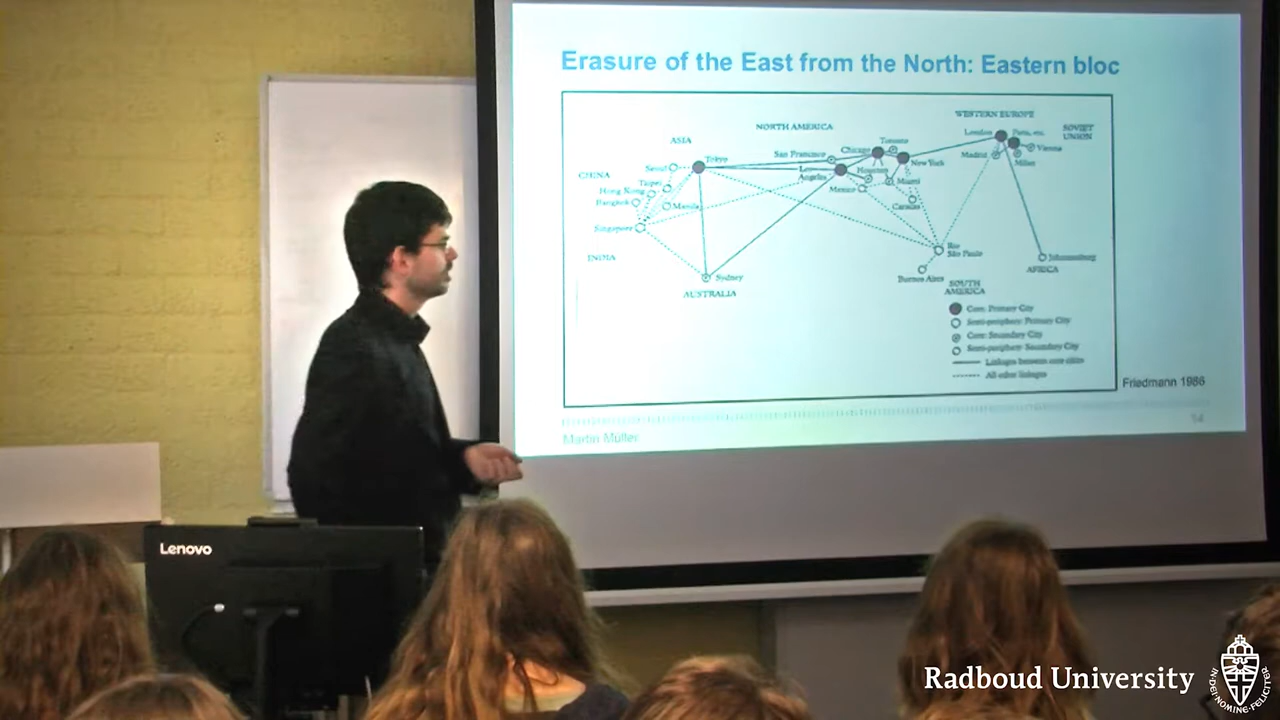 Erasure of the East from the North: Eastern bloc
WESTERN EUROPE
NORTH AMERICA
SOVIET UNION
ASIA
London
Paris, etc.
Toronto
Chicago
Vienna
San Francisco
Tokyo
Madrid
Milan
New York
Seoul
Los Angeles
Houston
CHINA
Taipei
Miami
Hong Kong
Mexico
Bangkok
Manila
Caracas
Singapore
Rio
São Paulo
INDIA
Johannesburg
AFRICA
Sydney
Buenos Aires
AUSTRALIA
SOUTH AMERICA
Core: Primary City
Semi-periphery: Primary City
Core: Secondary City
Semi-periphery: Secondary City
Linkages between core cities
All other linkages
Friedmann 1986
Martin Müller
14
Lenovo
Radboud University
IN·DEI·NOMINE·FELICITER